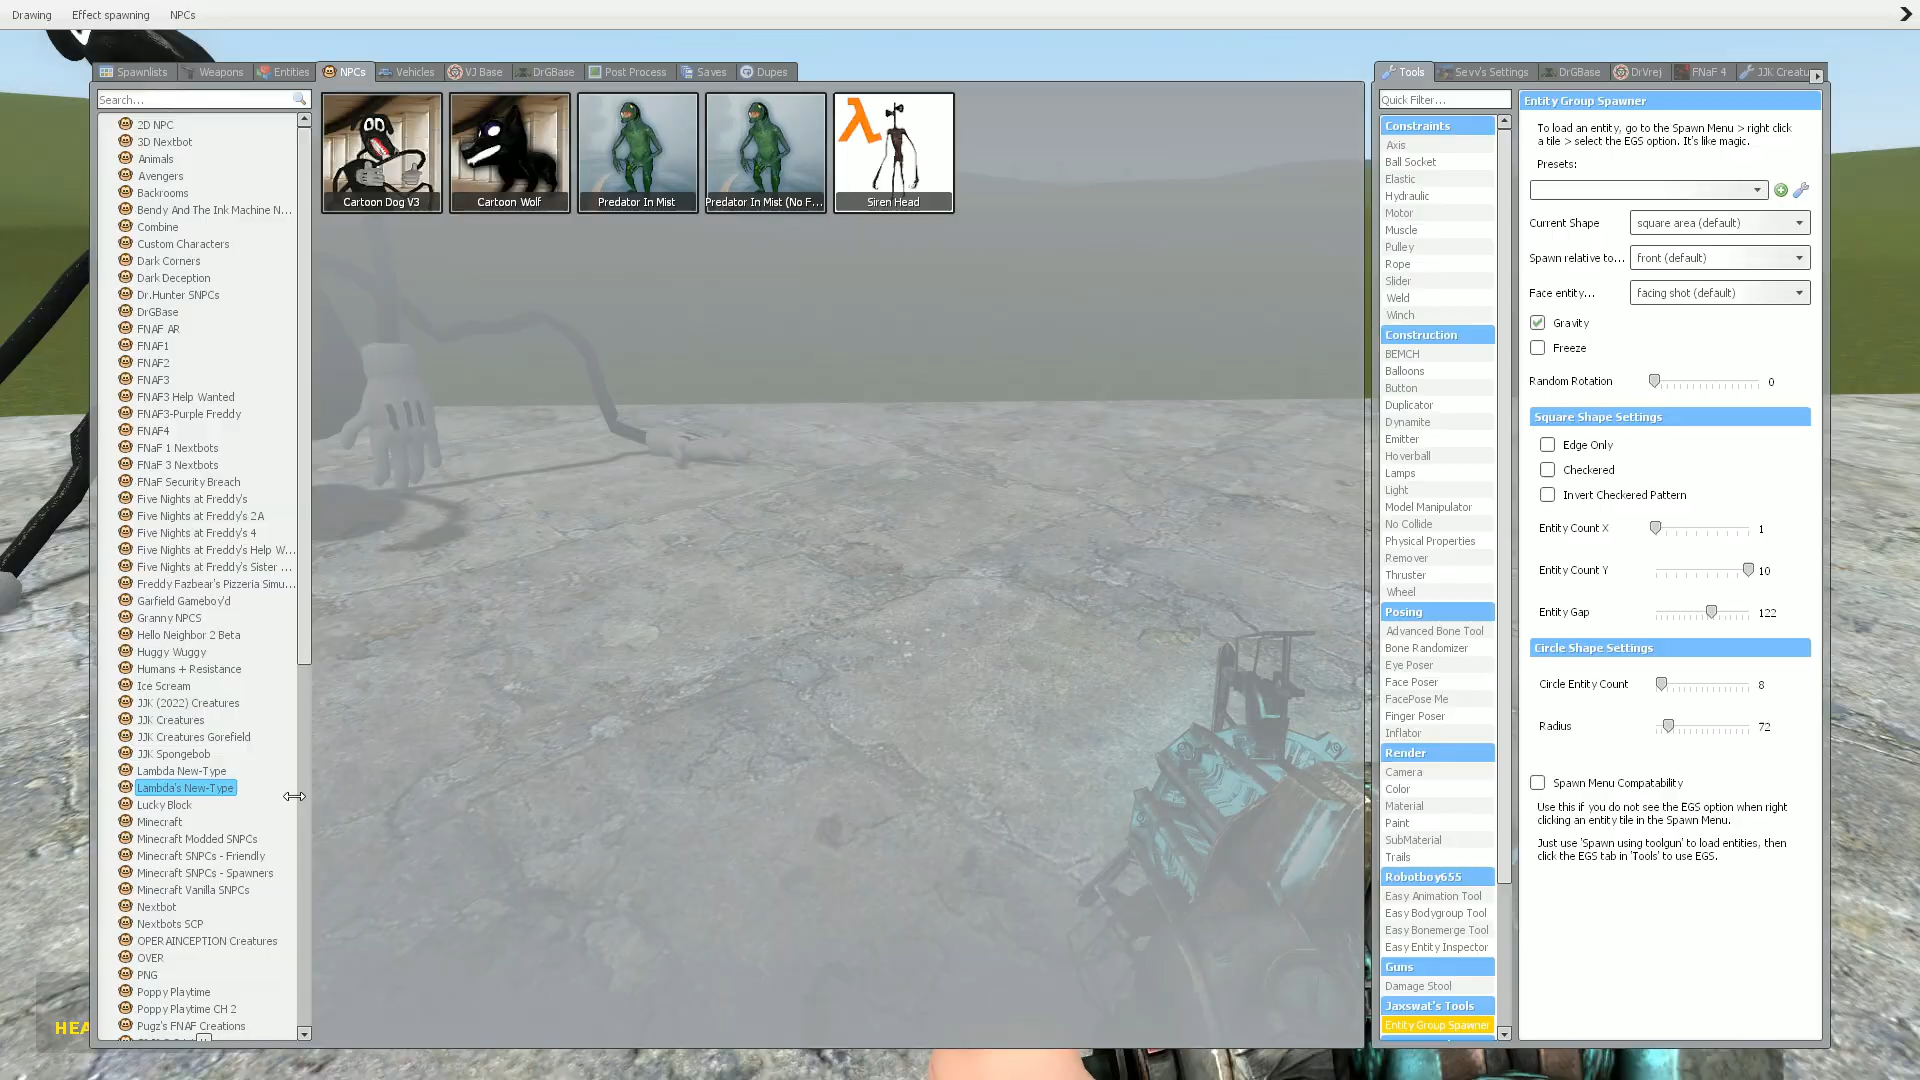 Drawing
Effect spawning
NPCs
Spawnlists
Weapons
Entities
NPCs
Vehicles
VJ Base
DrGBase
Post Process
Saves
Dupes
Search...
2D NPC
3D Nextbot
Animals
Avengers
Backrooms
Bendy And The Ink Machine N...
Combine
Custom Characters
Dark Corners
Dark Deception
Dr.Hunter SNPCs
DrGBase
FNAF AR
FNAF1
FNAF2
FNAF3
FNAF3 Help Wanted
FNAF3-Purple Freddy
FNAF4
FNaF 1 Nextbots
FNaF 3 Nextbots
FNaF Security Breach
Five Nights at Freddy's
Five Nights at Freddy's 2A
Five Nights at Freddy's 4
Five Nights at Freddy's Help W...
Five Nights at Freddy's Sister ...
Freddy Fazbear's Pizzeria Simu...
Garfield Gameboy'd
Granny NPCS
Hello Neighbor 2 Beta
Huggy Wuggy
Humans + Resistance
Ice Scream
JJK (2022) Creatures
JJK Creatures
JJK Creatures Gorefield
JJK Spongebob
Lambda New-Type
Lambda's New-Type
Lucky Block
Minecraft
Minecraft Modded SNPCs
Minecraft SNPCs - Friendly
Minecraft SNPCs - Spawners
Minecraft Vanilla SNPCs
Nextbot
Nextbots SCP
OPERAINCEPTION Creatures
OVER
PNG
Poppy Playtime
Poppy Playtime CH 2
Pugz's FNAF Creations
HEA
Cartoon Dog V3
Cartoon Wolf
Predator In Mist
Predator In Mist (No F...
Siren Head
Tools
Sevv's Settings
DrGBase
DrVrej
FNaF 4
JJK Creatu
Quick Filter...
Constraints
Axis
Ball Socket
Elastic
Hydraulic
Motor
Muscle
Pulley
Rope
Slider
Weld
Winch
Construction
BEMCH
Balloons
Button
Duplicator
Dynamite
Emitter
Hoverball
Lamps
Light
Model Manipulator
No Collide
Physical Properties
Remover
Thruster
Wheel
Posing
Advanced Bone Tool
Bone Randomizer
Eye Poser
Face Poser
FacePose Me
Finger Poser
Inflator
Render
Camera
Color
Material
Paint
SubMaterial
Trails
Robotboy655
Easy Animation Tool
Easy Bodygroup Tool
Easy Bonemerge Tool
Easy Entity Inspector
Guns
Damage Stool
Jaxswat's Tools
Entity Group Spawner
Entity Group Spawner
To load an entity, go to the Spawn Menu > right click
a tile > select the EGS option. It's like magic.
Presets:
Current Shape
square area (default)
Spawn relative to...
front (default)
Face entity...
facing shot (default)
Gravity
Freeze
Random Rotation
0
Square Shape Settings
Edge Only
Checkered
Invert Checkered Pattern
Entity Count X
1
Entity Count Y
10
Entity Gap
122
Circle Shape Settings
Circle Entity Count
8
Radius
72
Spawn Menu Compatability
Use this if you do not see the EGS option when right
clicking an entity tile in the Spawn Menu.
Just use 'Spawn using toolgun' to load entities, then
click the EGS tab in 'Tools' to use EGS.